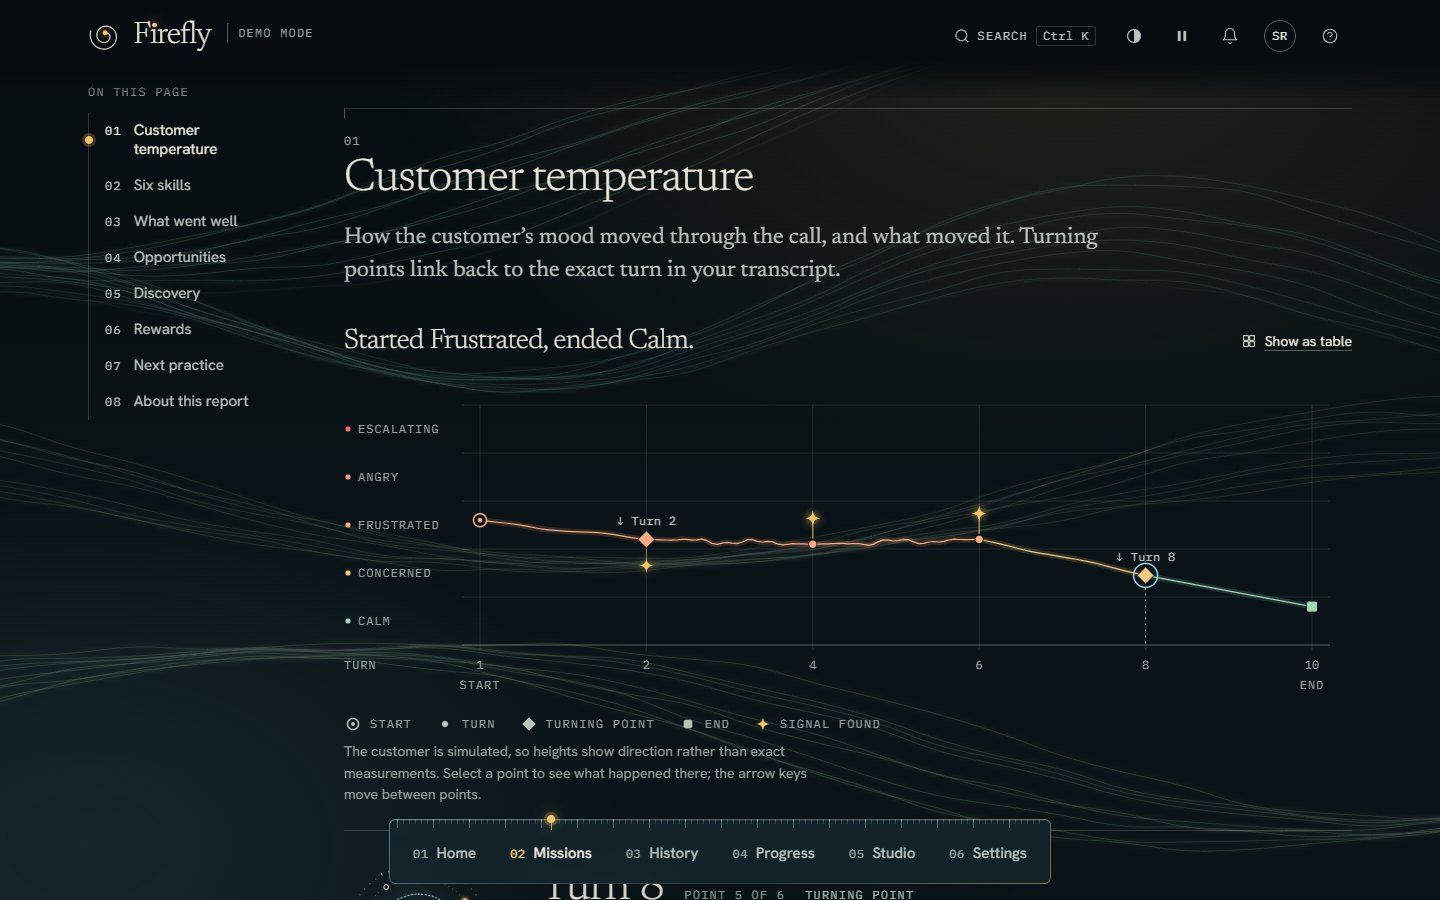 Firefly
DEMO MODE
SEARCH Ctrl K
SR
ON THIS PAGE
01 Customer temperature
02 Six skills
03 What went well
04 Opportunities
05 Discovery
06 Rewards
07 Next practice
08 About this report
01
Customer temperature
How the customer’s mood moved through the call, and what moved it. Turning
points link back to the exact turn in your transcript.
Started Frustrated, ended Calm.
Show as table
ESCALATING
ANGRY
FRUSTRATED
CONCERNED
CALM
↓ Turn 2
↓ Turn 8
TURN 1 2 4 6 8 10
START END
START TURN TURNING POINT END SIGNAL FOUND
The customer is simulated, so heights show direction rather than exact
measurements. Select a point to see what happened there; the arrow keys
move between points.
01 Home 02 Missions 03 History 04 Progress 05 Studio 06 Settings
Turn 8 POINT 5 OF 6 TURNING POINT